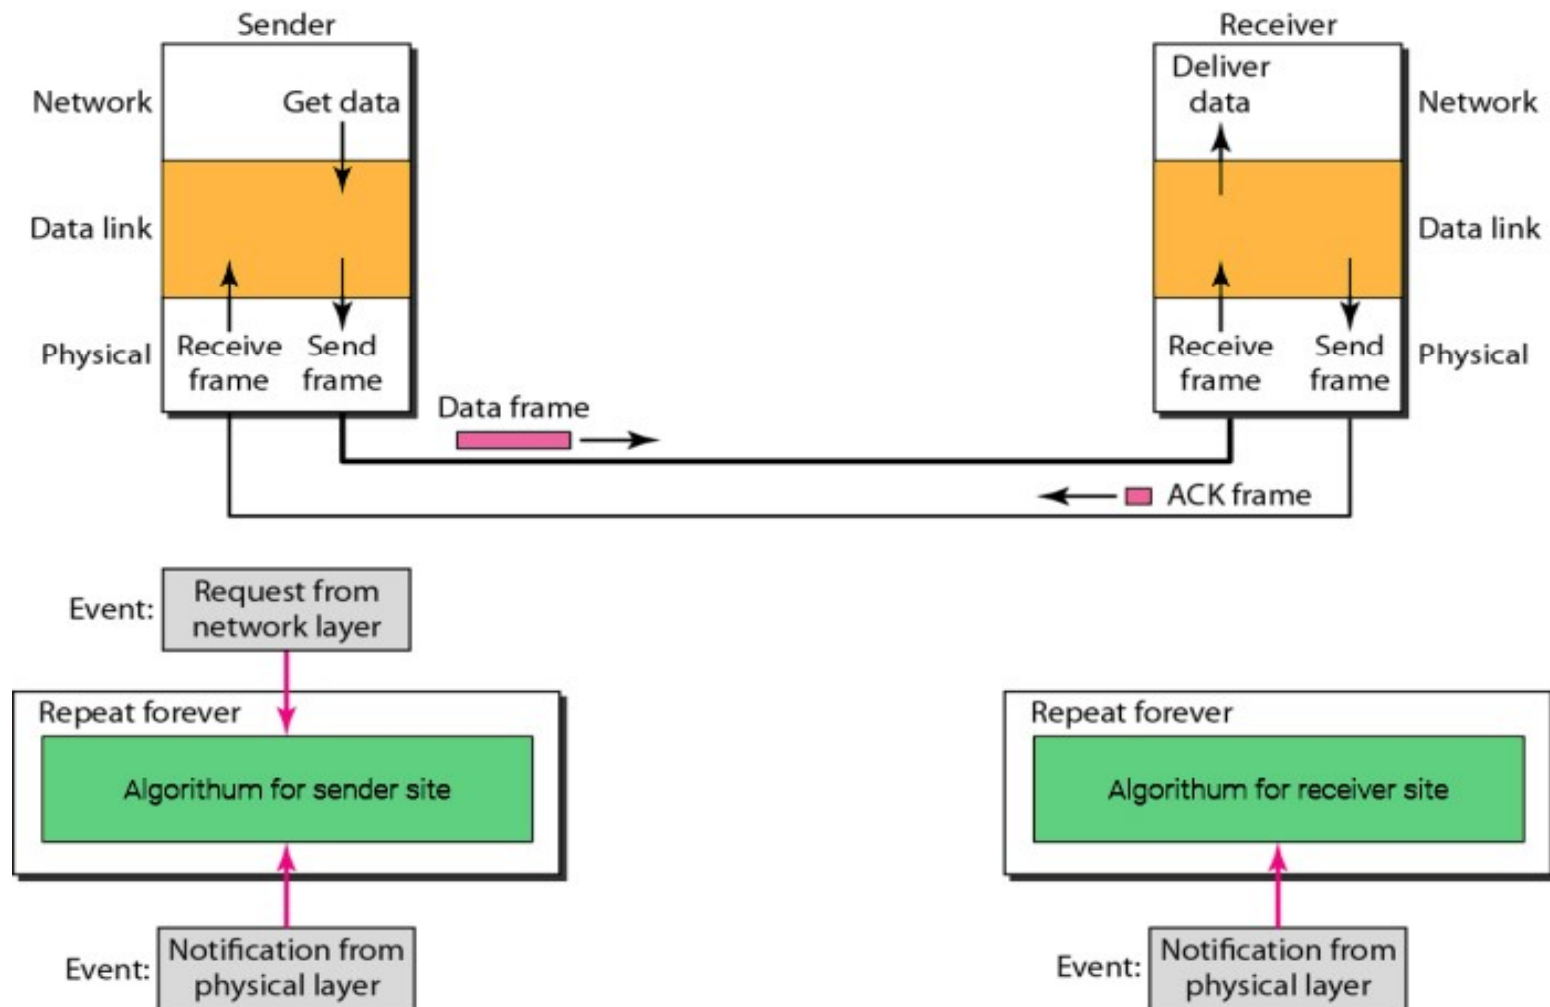 Sender
Receiver
Network
Get data
Deliver
data
Network
Data link
Data link
Physical
Receive
frame
Send
frame
Receive
frame
Send
frame
Physical
Data frame
ACK frame
Event:
Request from
network layer
Repeat forever
Algorithum for sender site
Repeat forever
Algorithum for receiver site
Event:
Notification from
physical layer
Event:
Notification from
physical layer